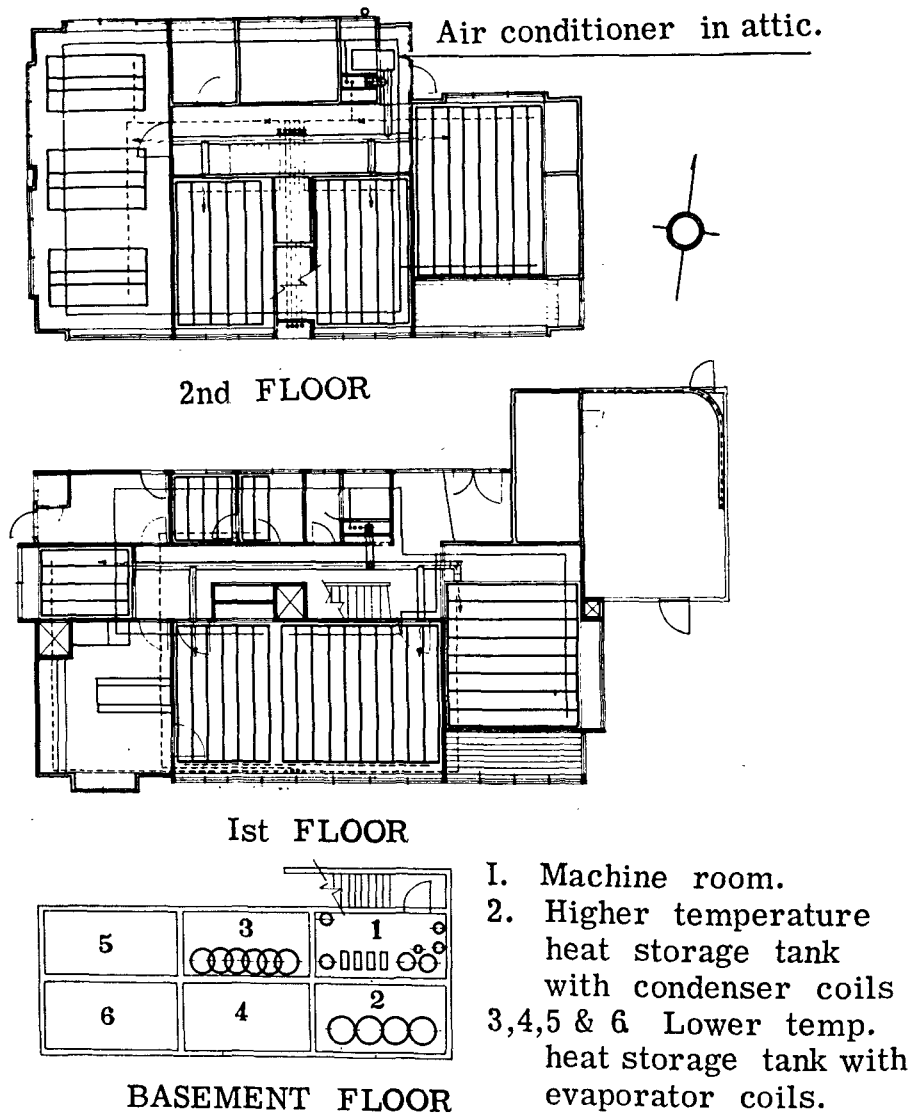 Air conditioner in attic.
2nd FLOOR
Ist FLOOR
5
3
1
6
4
2
BASEMENT FLOOR
I. Machine room.
2. Higher temperature
heat storage tank
with condenser coils
3,4,5 & 6. Lower temp.
heat storage tank with
evaporator coils.